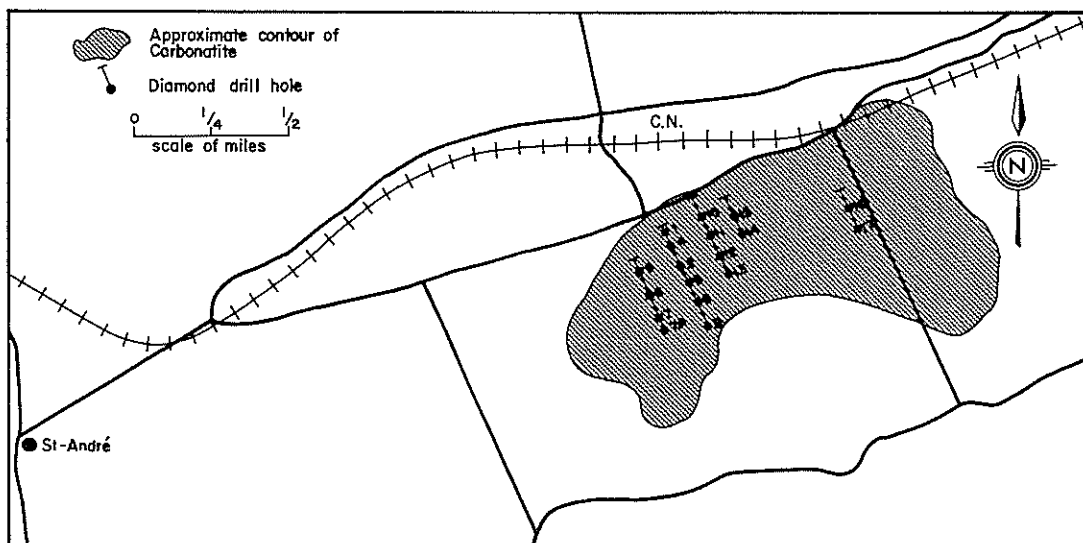 Approximate contour of
Carbonatite
Diamond drill hole
0 1/4 1/2
scale of miles
C.N.
N
St-André